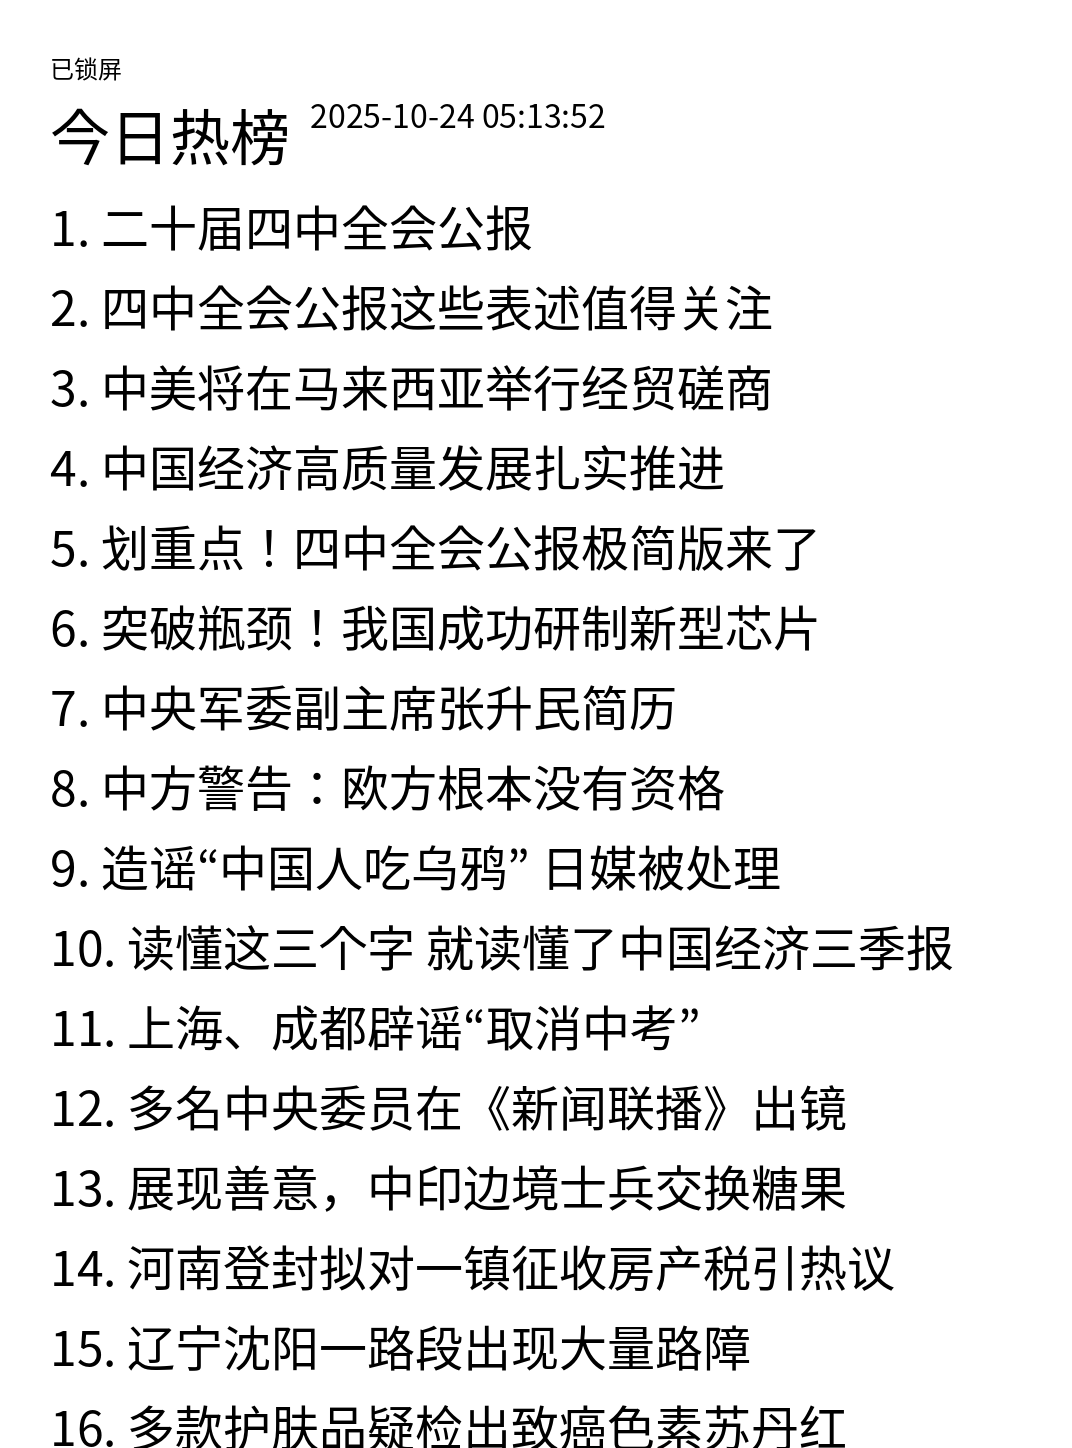 已锁屏
今日热榜 2025-10-24 05:13:52
1. 二十届四中全会公报
2. 四中全会公报这些表述值得关注
3. 中美将在马来西亚举行经贸磋商
4. 中国经济高质量发展扎实推进
5. 划重点！四中全会公报极简版来了
6. 突破瓶颈！我国成功研制新型芯片
7. 中央军委副主席张升民简历
8. 中方警告：欧方根本没有资格
9. 造谣“中国人吃乌鸦” 日媒被处理
10. 读懂这三个字 就读懂了中国经济三季报
11. 上海、成都辟谣“取消中考”
12. 多名中央委员在《新闻联播》出镜
13. 展现善意，中印边境士兵交换糖果
14. 河南登封拟对一镇征收房产税引热议
15. 辽宁沈阳一路段出现大量路障
16. 多款护肤品疑检出致癌色素苏丹红